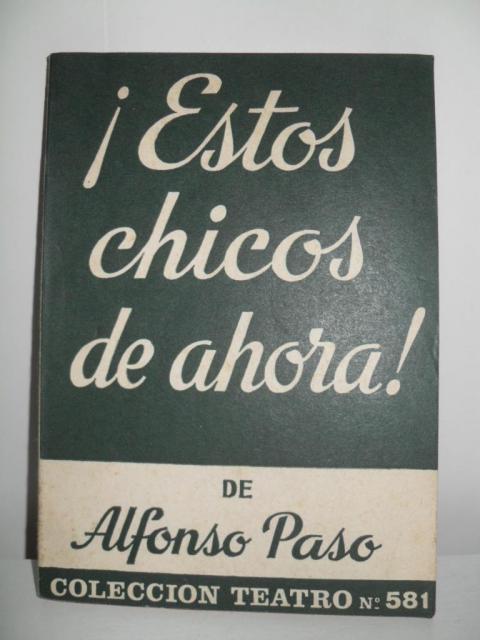 ¡Estos
chicos
de ahora!
DE
Alfonso Paso
COLECCION TEATRO Nº 581